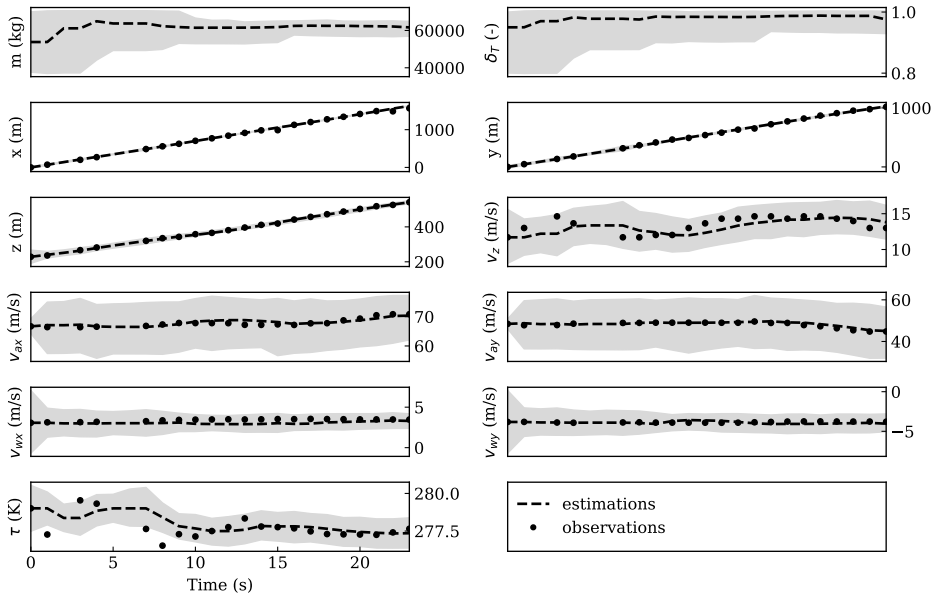 m (kg)
60000
40000
δT (-)
1.0
0.8
x (m)
1000
0
y (m)
1000
0
z (m)
400
200
vz (m/s)
15
10
vax (m/s)
70
60
vay (m/s)
60
40
vwx (m/s)
5
0
vwy (m/s)
0
−5
τ (K)
280.0
277.5
0 5 10 15 20
Time (s)
estimations
observations